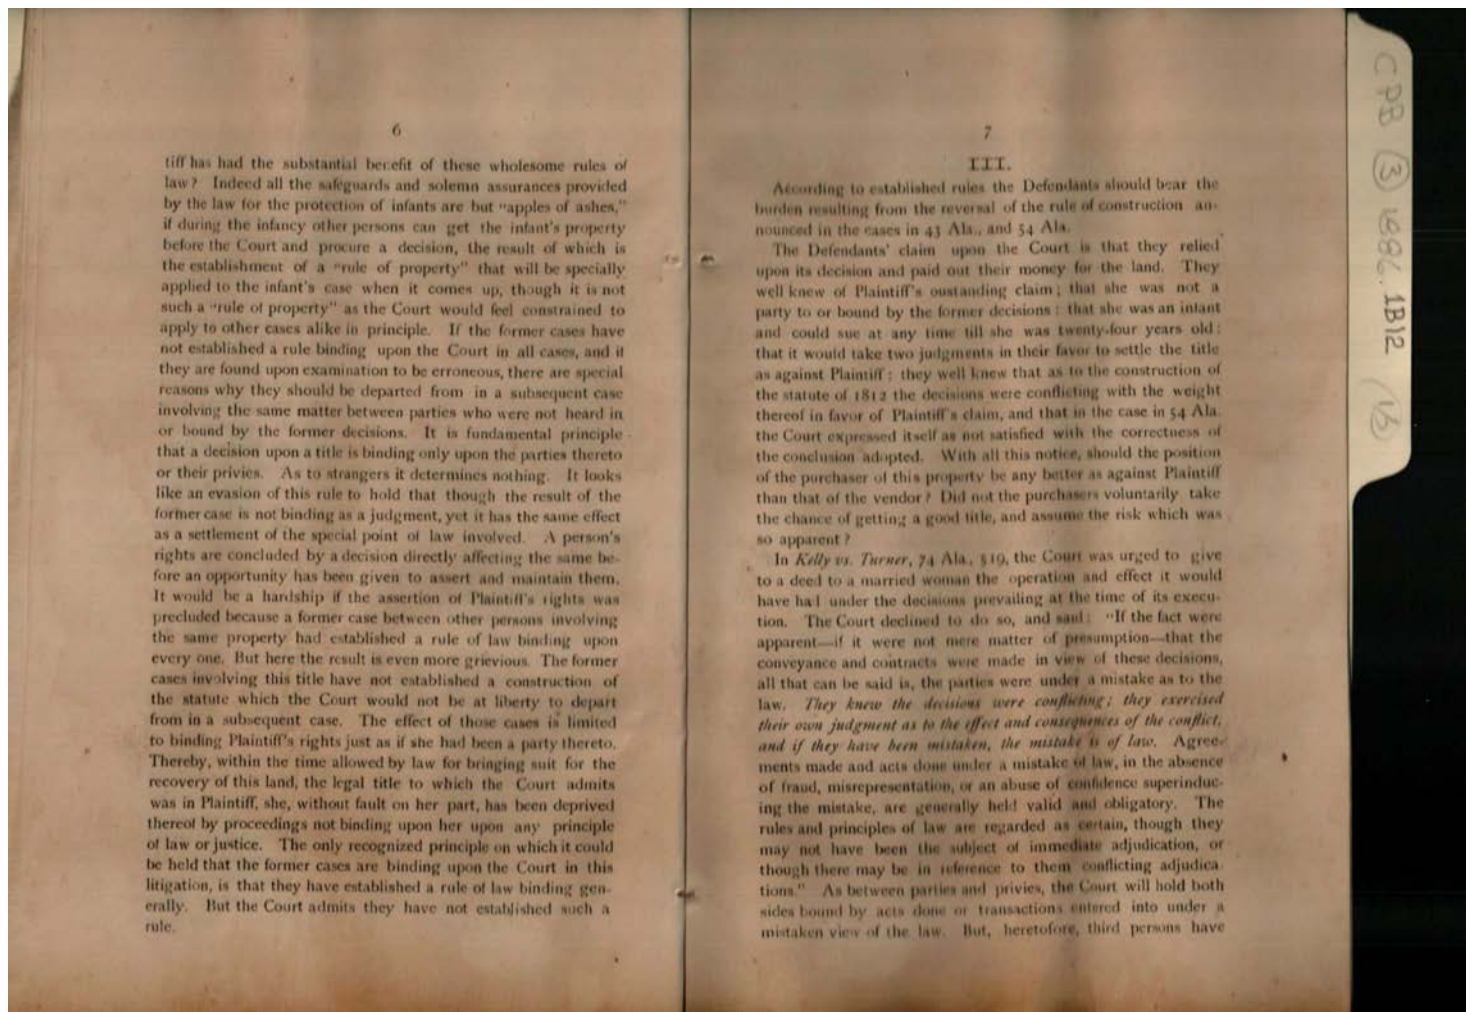 6
tiff has had the substantial benefit of these wholesome rules of
law? Indeed all the safeguards and solemn assurances provided
by the law for the protection of infants are but "apples of ashes,"
if during the infancy other persons can get the infant's property
before the Court and procure a decision, the result of which is
the establishment of a "rule of property" that will be specially
applied to the infant's case when it comes up, though it is not
such a "rule of property" as the Court would feel constrained to
apply to other cases alike in principle. If the former cases have
not established a rule binding upon the Court in all cases, and if
they are found upon examination to be erroneous, there are special
reasons why they should be departed from in a subsequent case
involving the same matter between parties who were not heard in
or bound by the former decisions. It is fundamental principle
that a decision upon a title is binding only upon the parties thereto
or their privies. As to strangers it determines nothing. It looks
like an evasion of this rule to hold that though the result of the
former case is not binding as a judgment, yet it has the same effect
as a settlement of the special point of law involved. A person's
rights are concluded by a decision directly affecting the same be-
fore an opportunity has been given to assert and maintain them.
It would be a hardship if the assertion of Plaintiff's rights was
precluded because a former case between other persons involving
the same property had established a rule of law binding upon
every one. But here the result is even more grievious. The former
cases involving this title have not established a construction of
the statute which the Court would not be at liberty to depart
from in a subsequent case. The effect of those cases is limited
to binding Plaintiff's rights just as if she had been a party thereto.
Thereby, within the time allowed by law for bringing suit for the
recovery of this land, the legal title to which the Court admits
was in Plaintiff, she, without fault on her part, has been deprived
thereof by proceedings not binding upon her upon any principle
of law or justice. The only recognized principle on which it could
be held that the former cases are binding upon the Court in this
litigation, is that they have established a rule of law binding gen-
erally. But the Court admits they have not established such a
rule.
7
III.
According to established rules the Defendants should bear the
burden resulting from the reversal of the rule of construction an-
nounced in the cases in 43 Ala., and 54 Ala.
The Defendants' claim upon the Court is that they relied
upon its decision and paid out their money for the land. They
well knew of Plaintiff's oustanding claim; that she was not a
party to or bound by the former decisions; that she was an infant
and could sue at any time till she was twenty-four years old;
that it would take two judgments in their favor to settle the title
as against Plaintiff; they well knew that as to the construction of
the statute of 1812 the decisions were conflicting with the weight
thereof in favor of Plaintiff's claim, and that in the case in 54 Ala.
the Court expressed itself as not satisfied with the correctness of
the conclusion adopted. With all this notice, should the position
of the purchaser of this property be any better as against Plaintiff
than that of the vendor? Did not the purchasers voluntarily take
the chance of getting a good title, and assume the risk which was
so apparent?
In Kelly vs. Turner, 74 Ala., 519, the Court was urged to give
to a deed to a married woman the operation and effect it would
have had under the decisions prevailing at the time of its execu-
tion. The Court declined to do so, and said: "If the fact were
apparent—if it were not mere matter of presumption—that the
conveyance and contracts were made in view of these decisions,
all that can be said is, the parties were under a mistake as to the
law. They knew the decisions were conflicting; they exercised
their own judgment as to the effect and consequences of the conflict;
and if they have been mistaken, the mistake is of law. Agree-
ments made and acts done under a mistake of law, in the absence
of fraud, misrepresentation, or an abuse of confidence superinduc-
ing the mistake, are generally held valid and obligatory. The
rules and principles of law are regarded as certain, though they
may not have been the subject of immediate adjudication, or
though there may be in reference to them conflicting adjudica
tions." As between parties and privies, the Court will hold both
sides bound by acts done or transactions entered into under a
mistaken view of the law. But, heretofore, third persons have
CPB 3 1886.1B12 (16)